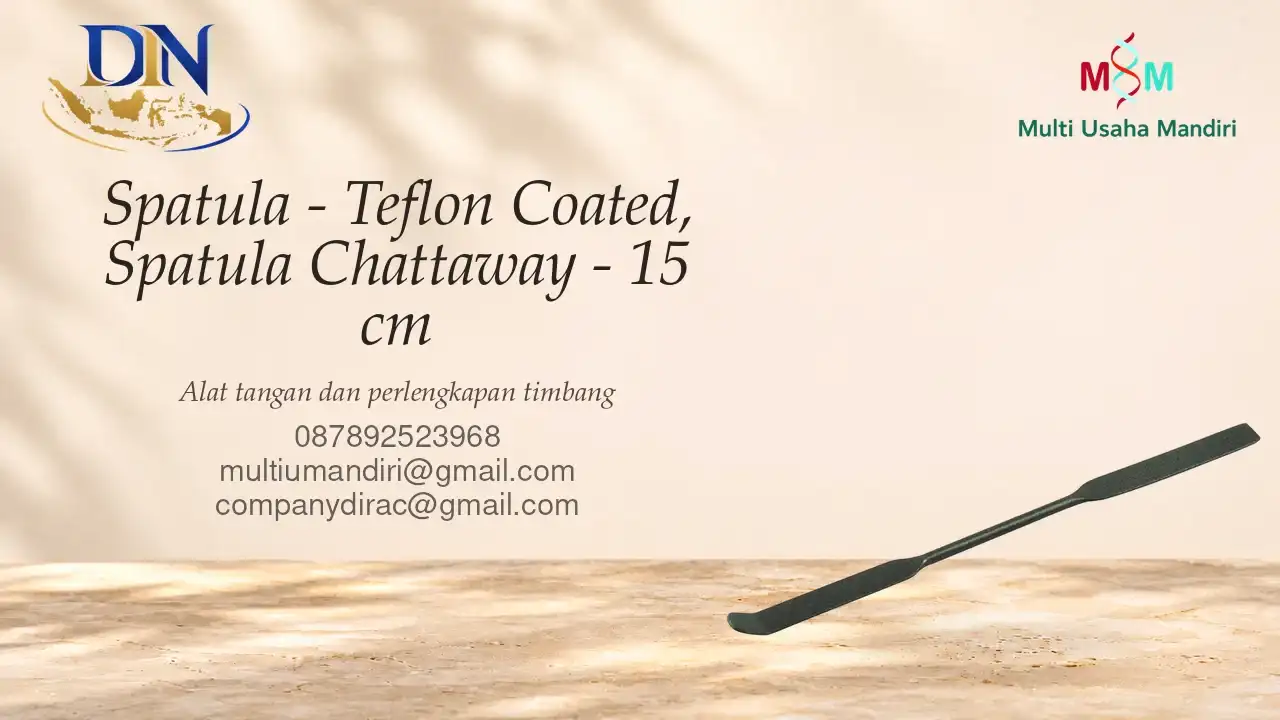 DN
M M
Multi Usaha Mandiri
Spatula - Teflon Coated,
Spatula Chattaway - 15
cm
Alat tangan dan perlengkapan timbang
087892523968
multiumandiri@gmail.com
companydirac@gmail.com